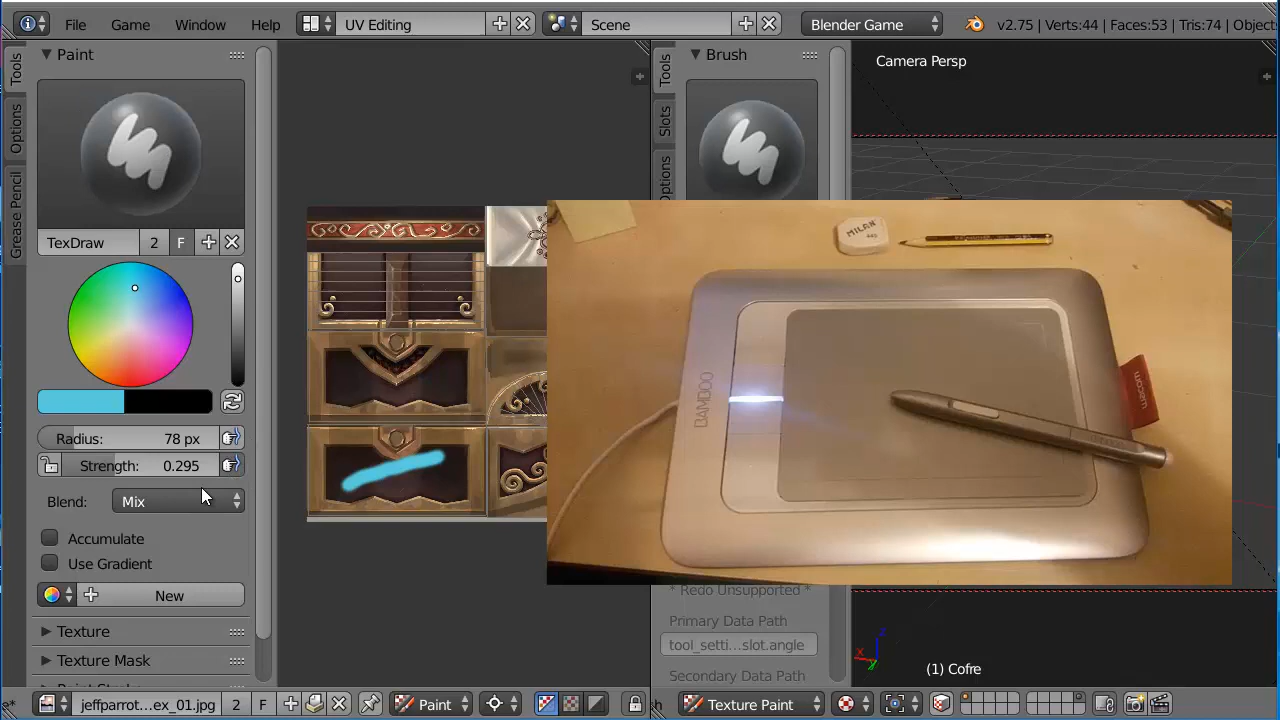 File Game Window Help UV Editing Scene Blender Game v2.75 | Verts:44 | Faces:53 | Tris:74 | Object
Tools
Options
Grease Pencil
Paint
TexDraw 2 F
Radius: 78 px
Strength: 0.295
Blend: Mix
Accumulate
Use Gradient
New
Texture
Texture Mask
Tools
Slots
Options
Brush
Camera Persp
MILAN
BAMBOO
wacom
* Redo Unsupported *
Primary Data Path
tool_setti...slot.angle
Secondary Data Path
z
x
y
(1) Cofre
jeffparrot...ex_01.jpg 2 F Paint
Texture Paint